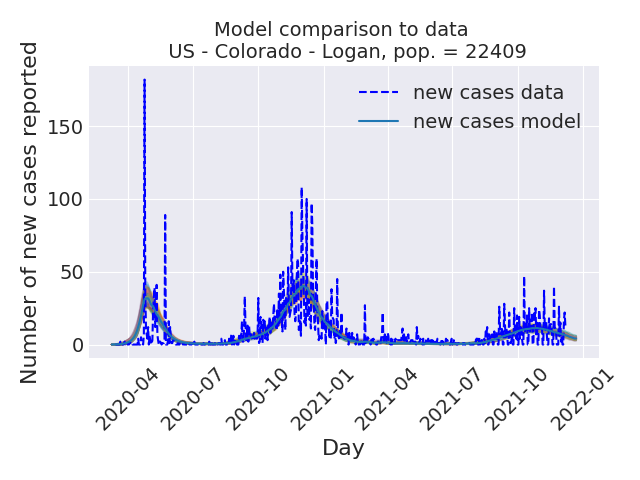 Model comparison to data
US - Colorado - Logan, pop. = 22409
Number of new cases reported
150
100
50
0
new cases data
new cases model
2020-04
2020-07
2020-10
2021-01
2021-04
2021-07
2021-10
2022-01
Day